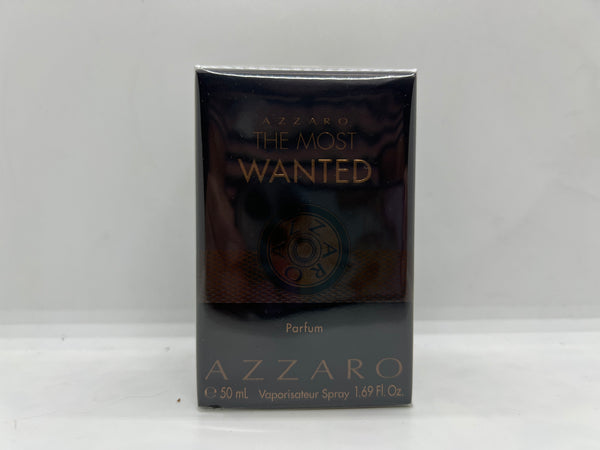 AZZARO
THE MOST
WANTED
AZZARO
Parfum
AZZARO
℮ 50 mL Vaporisateur Spray 1.69 Fl. Oz.